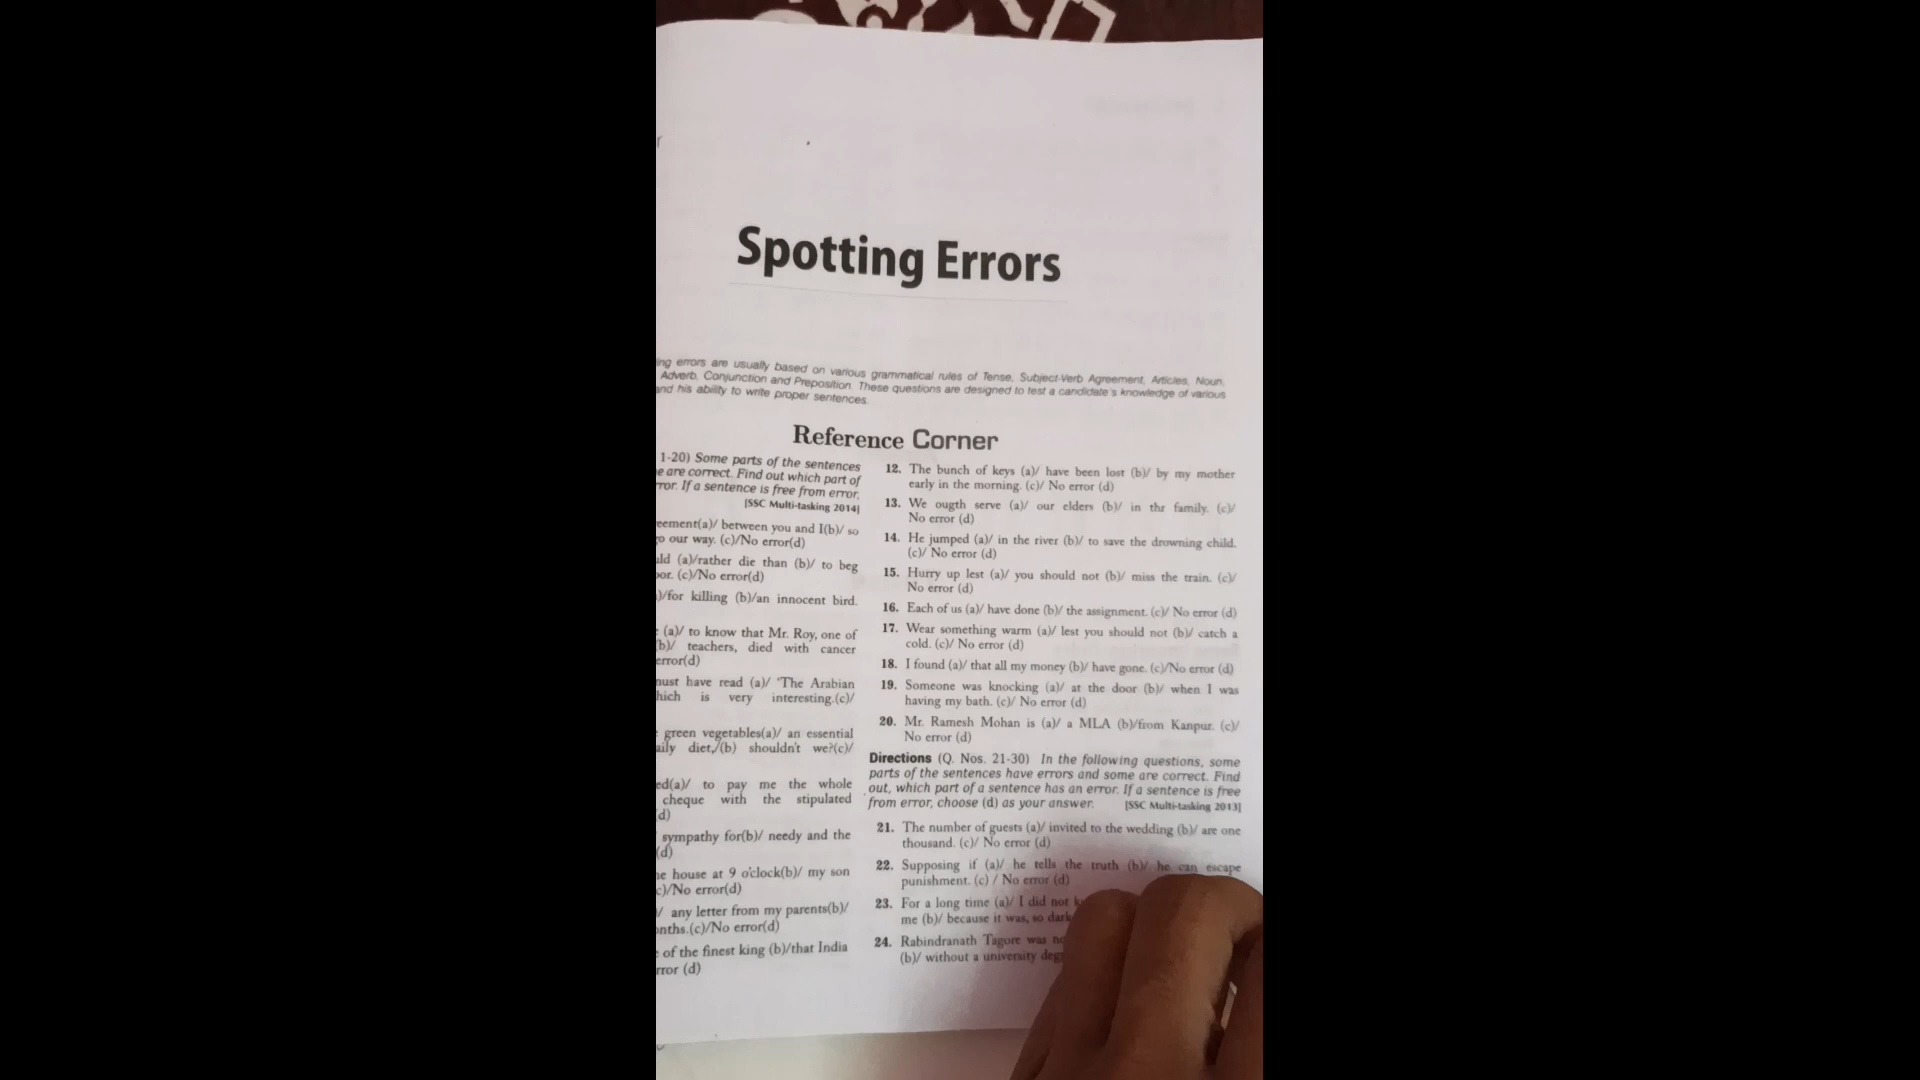 Spotting Errors
ing errors are usually based on various grammatical rules of Tense, Subject-Verb Agreement, Articles, Noun,
Adverb, Conjunction and Preposition. These questions are designed to test a candidate's knowledge of various
and his ability to write proper sentences.
Reference Corner
1-20) Some parts of the sentences
e are correct. Find out which part of
ror. If a sentence is free from error,
[SSC Multi-tasking 2014]
eement(a)/ between you and I(b)/ so
o our way. (c)/No error(d)
uld (a)/rather die than (b)/ to beg
oor. (c)/No error(d)
)/for killing (b)/an innocent bird.
(a)/ to know that Mr. Roy, one of
(b)/ teachers, died with cancer
error(d)
must have read (a)/ 'The Arabian
hich is very interesting.(c)/
green vegetables(a)/ an essential
aily diet,/(b) shouldn't we?(c)/
ed(a)/ to pay me the whole
cheque with the stipulated
(d)
sympathy for(b)/ needy and the
(d)
he house at 9 o'clock(b)/ my son
c)/No error(d)
/ any letter from my parents(b)/
onths.(c)/No error(d)
of the finest king (b)/that India
rror (d)
12. The bunch of keys (a)/ have been lost (b)/ by my mother
early in the morning. (c)/ No error (d)
13. We ougth serve (a)/ our elders (b)/ in thr family. (c)/
No error (d)
14. He jumped (a)/ in the river (b)/ to save the drowning child.
(c)/ No error (d)
15. Hurry up lest (a)/ you should not (b)/ miss the train. (c)/
No error (d)
16. Each of us (a)/ have done (b)/ the assignment. (c)/ No error (d)
17. Wear something warm (a)/ lest you should not (b)/ catch a
cold. (c)/ No error (d)
18. I found (a)/ that all my money (b)/ have gone. (c)/No error (d)
19. Someone was knocking (a)/ at the door (b)/ when I was
having my bath. (c)/ No error (d)
20. Mr. Ramesh Mohan is (a)/ a MLA (b)/from Kanpur. (c)/
No error (d)
Directions (Q. Nos. 21-30) In the following questions, some
parts of the sentences have errors and some are correct. Find
out, which part of a sentence has an error. If a sentence is free
from error, choose (d) as your answer. [SSC Multi-tasking 2013]
21. The number of guests (a)/ invited to the wedding (b)/ are one
thousand. (c)/ No error (d)
22. Supposing if (a)/ he tells the truth (b)/ he can escape
punishment. (c) / No error (d)
23. For a long time (a)/ I did not
me (b)/ because it was, so dark
24. Rabindranath Tagore was
(b)/ without a university